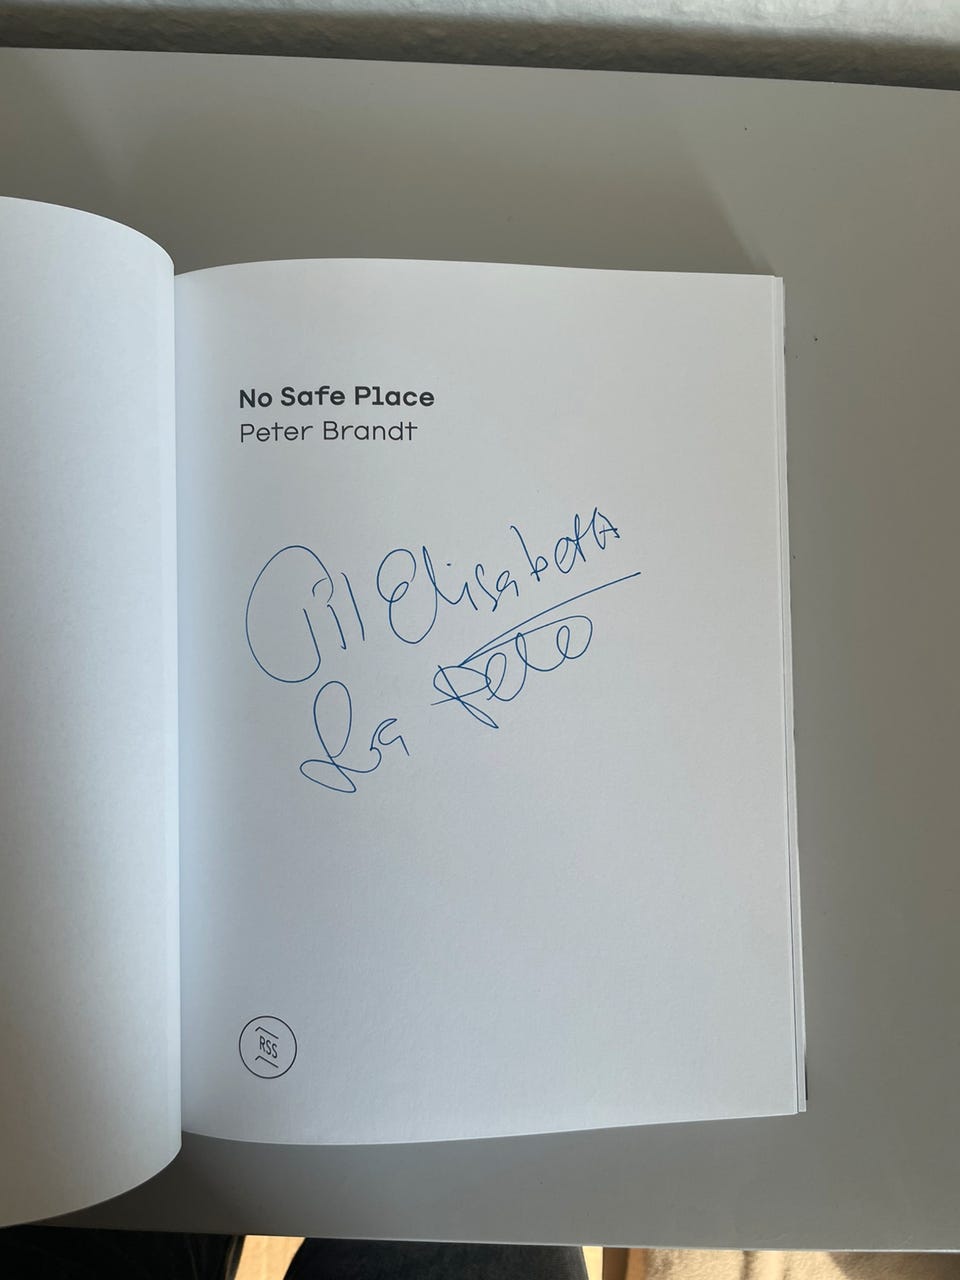 No Safe Place
Peter Brandt
Til Elisabeth
Fra Peter
RSS